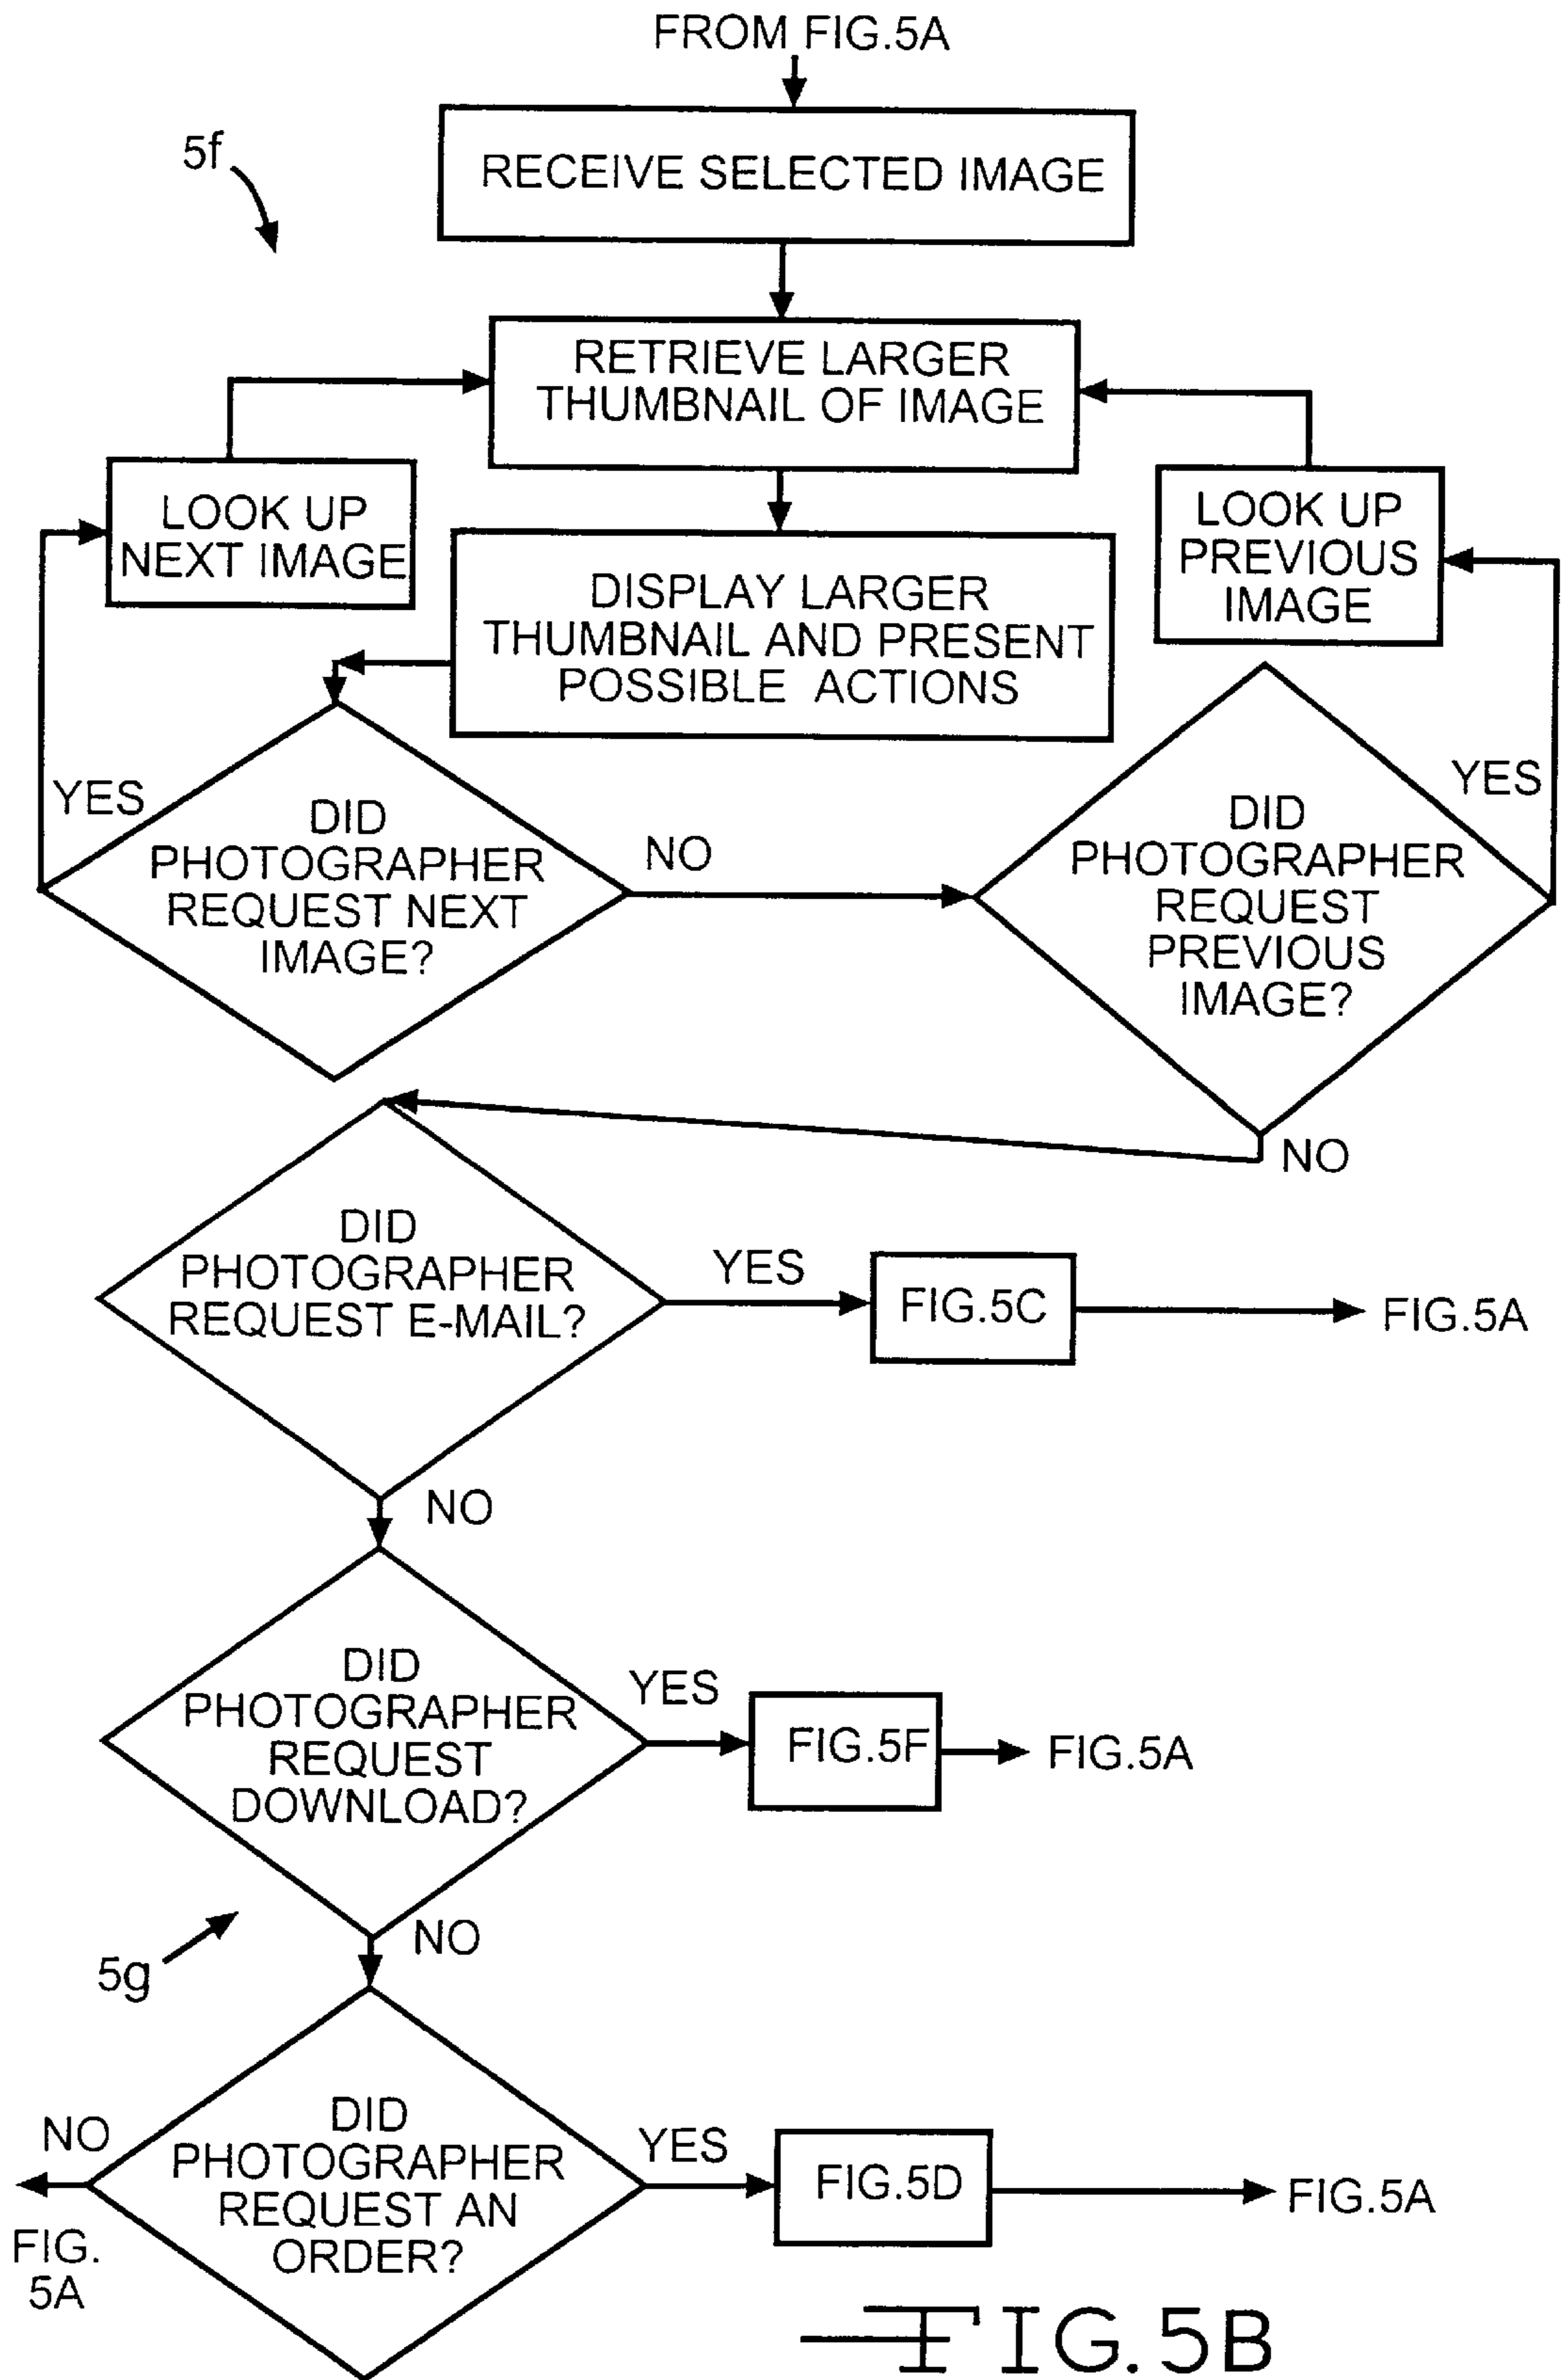 FROM FIG.5A
5f
RECEIVE SELECTED IMAGE
RETRIEVE LARGER
THUMBNAIL OF IMAGE
LOOK UP
NEXT IMAGE
LOOK UP
PREVIOUS
IMAGE
DISPLAY LARGER
THUMBNAIL AND PRESENT
POSSIBLE ACTIONS
YES
DID
PHOTOGRAPHER
REQUEST NEXT
IMAGE?
NO
DID
PHOTOGRAPHER
REQUEST
PREVIOUS
IMAGE?
YES
NO
DID
PHOTOGRAPHER
REQUEST E-MAIL?
YES
FIG.5C
FIG.5A
NO
DID
PHOTOGRAPHER
REQUEST
DOWNLOAD?
YES
FIG.5F
FIG.5A
NO
5g
NO
FIG.
5A
DID
PHOTOGRAPHER
REQUEST AN
ORDER?
YES
FIG.5D
FIG.5A
FIG.5B